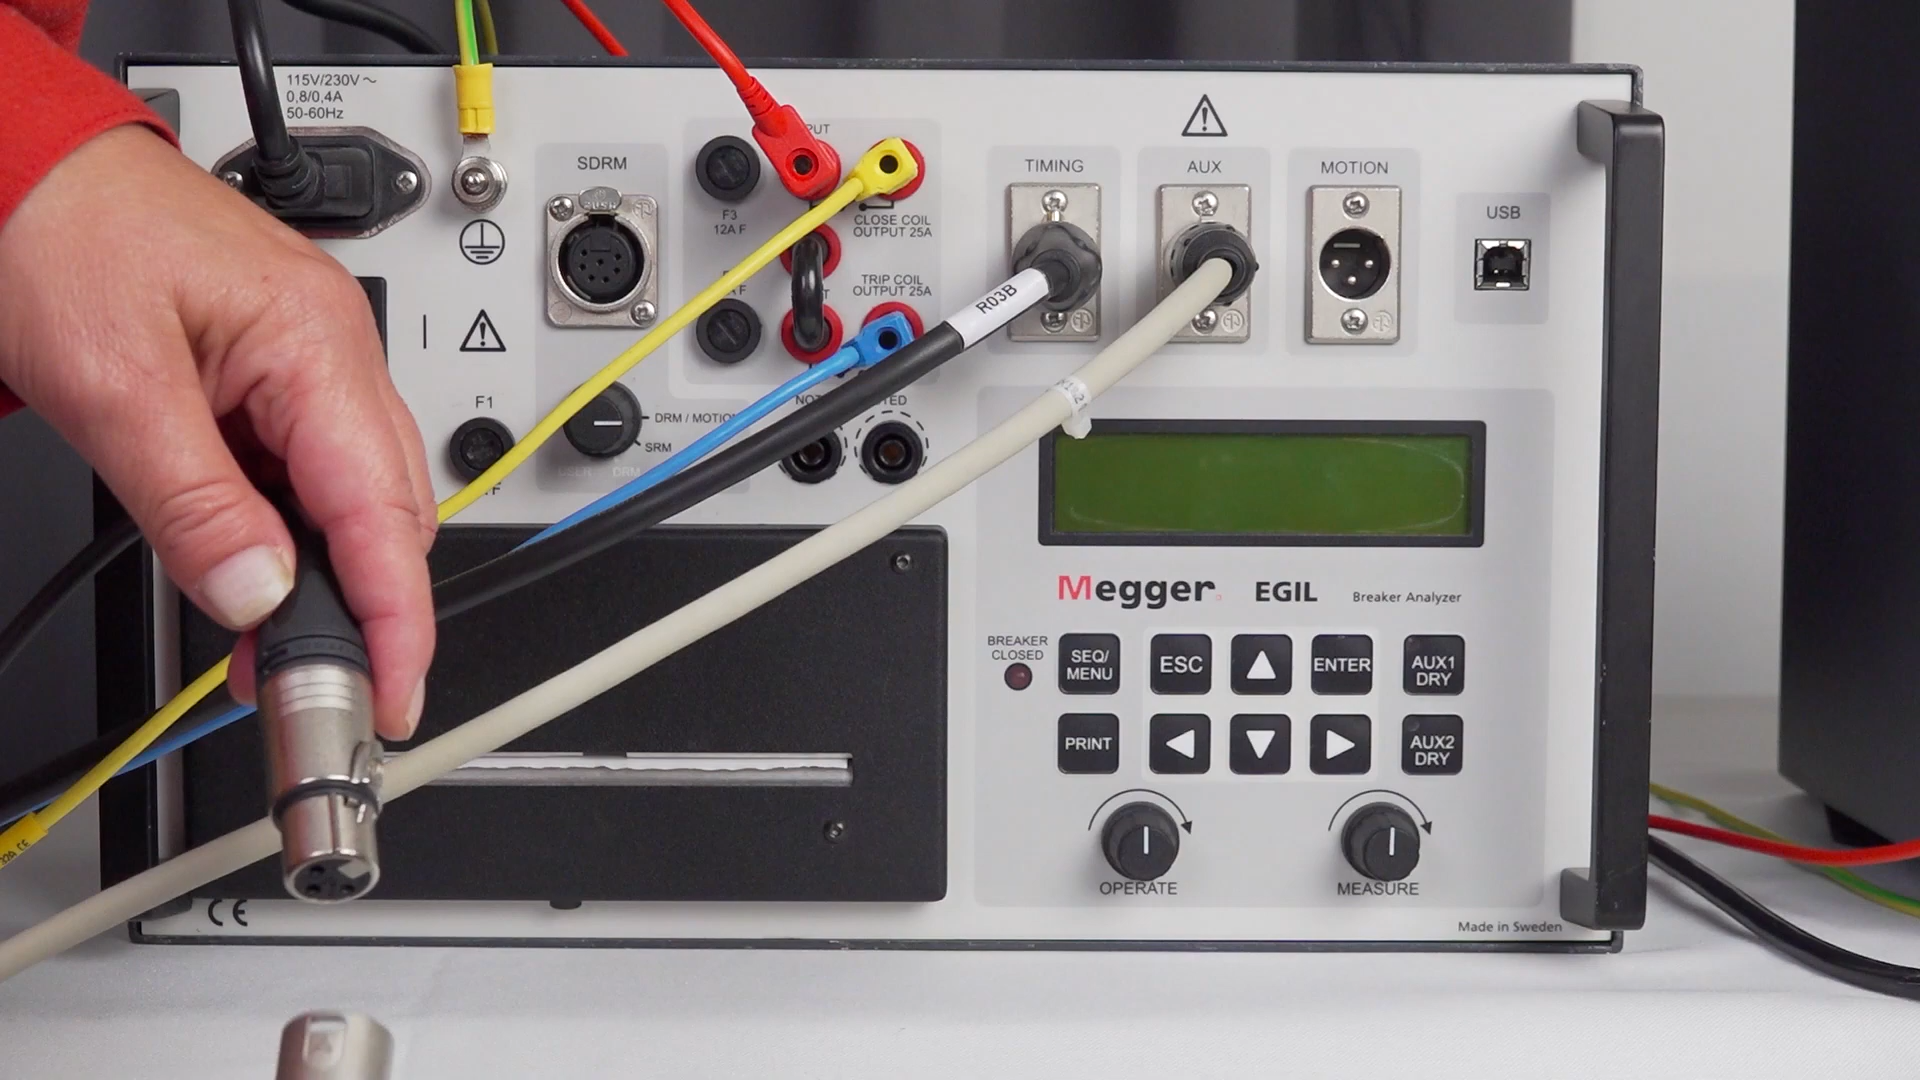 115V/230V ~
0,8/0,4A
50-60Hz
SDRM
PUSH
F3
12A F
CLOSE COIL
OUTPUT 25A
TRIP COIL
OUTPUT 25A
TIMING
AUX
MOTION
USB
R03B
F1
DRM / MOTION
SRM
Megger
EGIL
Breaker Analyzer
BREAKER
CLOSED
SEQ/
MENU
ESC
ENTER
AUX1
DRY
PRINT
AUX2
DRY
OPERATE
MEASURE
CE
Made in Sweden